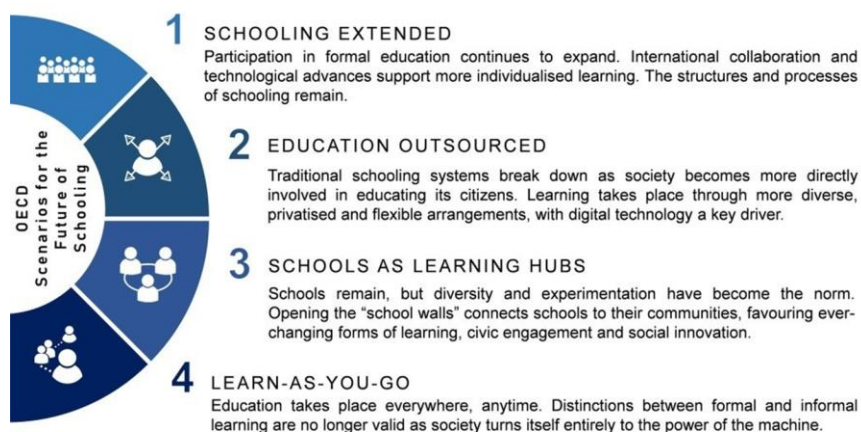 OECD
Scenarios for the
Future of
Schooling
1 SCHOOLING EXTENDED
Participation in formal education continues to expand. International collaboration and
technological advances support more individualised learning. The structures and processes
of schooling remain.
2 EDUCATION OUTSOURCED
Traditional schooling systems break down as society becomes more directly
involved in educating its citizens. Learning takes place through more diverse,
privatised and flexible arrangements, with digital technology a key driver.
3 SCHOOLS AS LEARNING HUBS
Schools remain, but diversity and experimentation have become the norm.
Opening the “school walls” connects schools to their communities, favouring ever-
changing forms of learning, civic engagement and social innovation.
4 LEARN-AS-YOU-GO
Education takes place everywhere, anytime. Distinctions between formal and informal
learning are no longer valid as society turns itself entirely to the power of the machine.